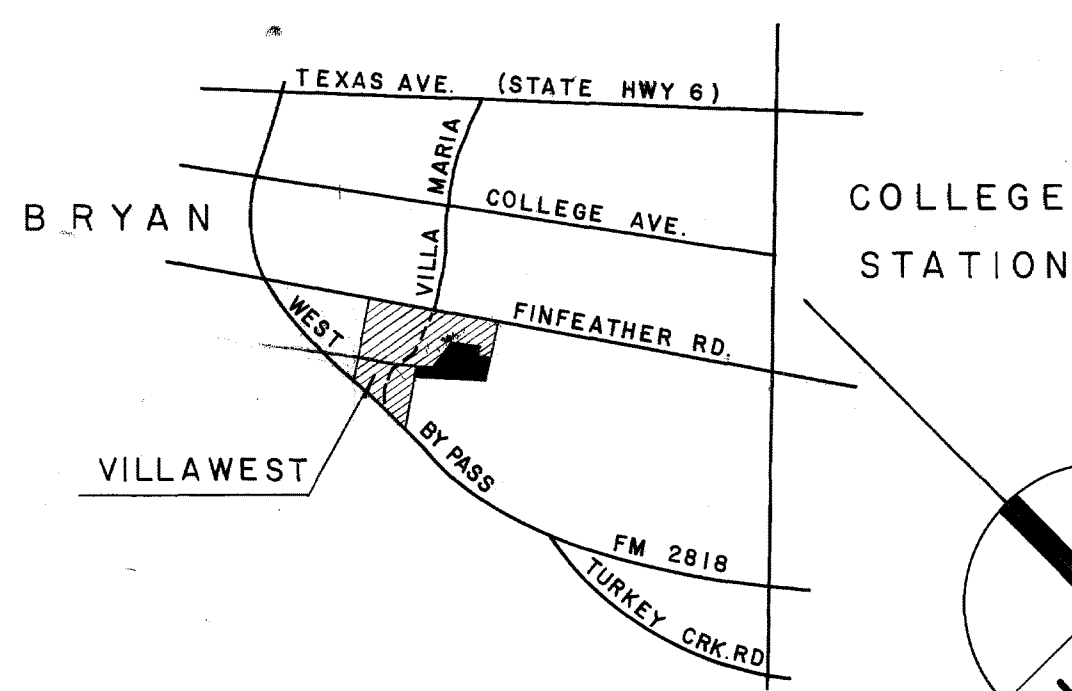 TEXAS AVE. (STATE HWY 6)
VILLA MARIA
COLLEGE AVE.
BRYAN
COLLEGE
STATION
FINFEATHER RD.
WEST BY PASS
VILLAWEST
FM 2818
TURKEY CRK. RD